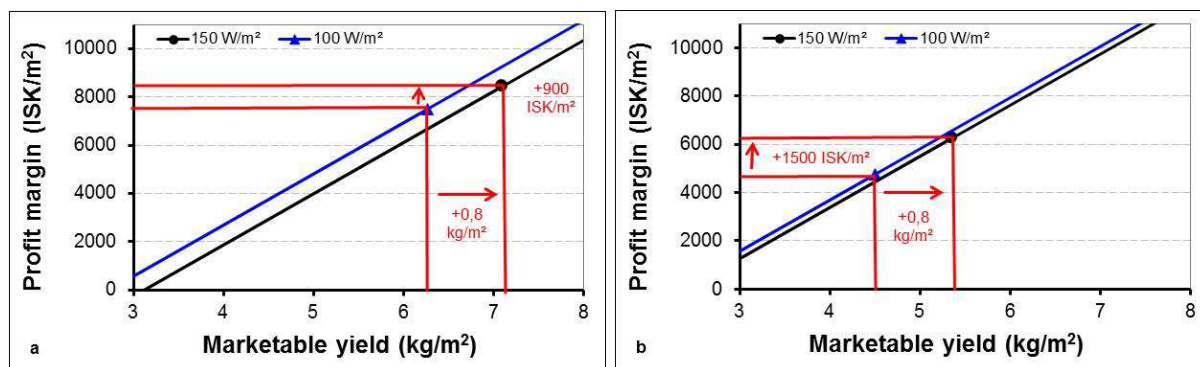 150 W/m² 100 W/m²
10000
8000
6000
4000
2000
0
+900
ISK/m²
+0,8
kg/m²
3 4 5 6 7 8
Profit margin (ISK/m²)
Marketable yield (kg/m²)
a
150 W/m² 100 W/m²
10000
8000
6000
4000
2000
0
+1500 ISK/m²
+0,8
kg/m²
3 4 5 6 7 8
Profit margin (ISK/m²)
Marketable yield (kg/m²)
b